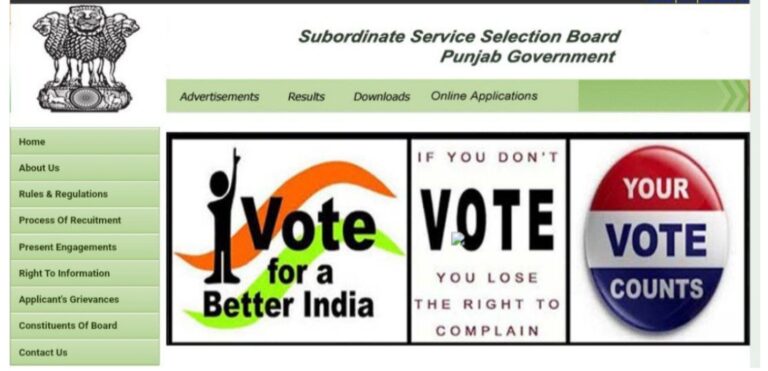 Subordinate Service Selection Board
Punjab Government
Advertisements Results Downloads Online Applications
Home
About Us
Rules & Regulations
Process Of Recuitment
Present Engagements
Right To Information
Applicant's Grievances
Constituents Of Board
Contact Us
Vote
for a
Better India
IF YOU DON'T
VOTE
YOU LOSE
THE RIGHT TO
COMPLAIN
YOUR
VOTE
COUNTS